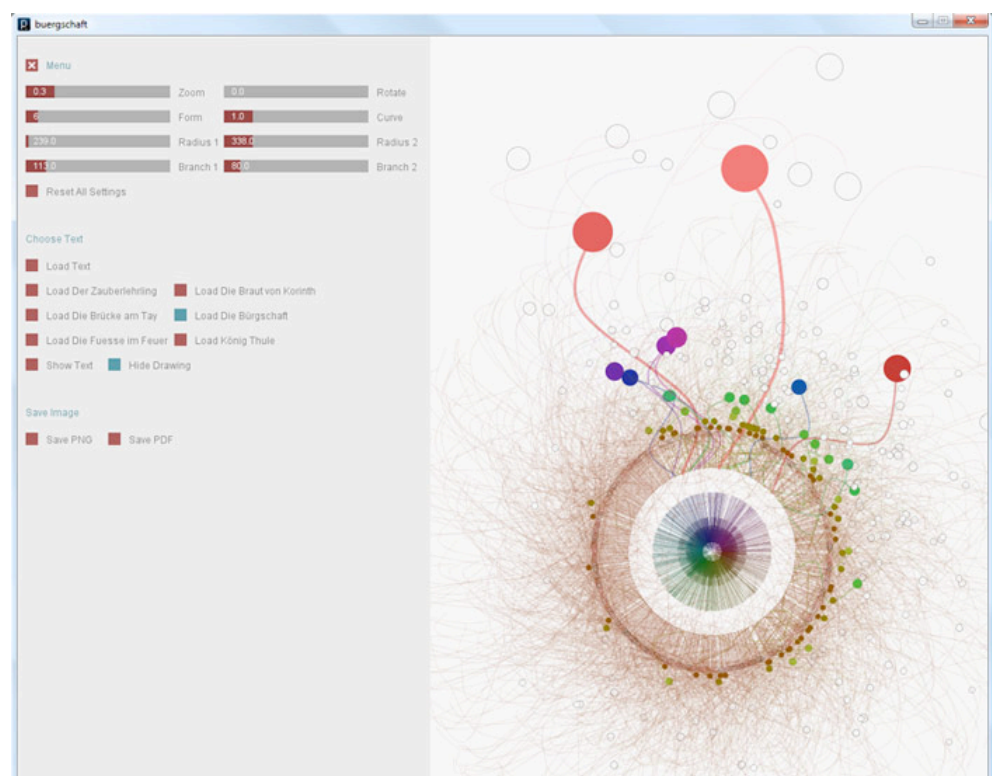 buergschaft
Menu
0.3 Zoom 0.0 Rotate
6 Form 1.0 Curve
239.0 Radius 1 338.0 Radius 2
113.0 Branch 1 80.0 Branch 2
Reset All Settings
Choose Text
Load Text
Load Der Zauberlehrling Load Die Braut von Korinth
Load Die Brücke am Tay Load Die Bürgschaft
Load Die Fuesse im Feuer Load König Thule
Show Text Hide Drawing
Save Image
Save PNG Save PDF